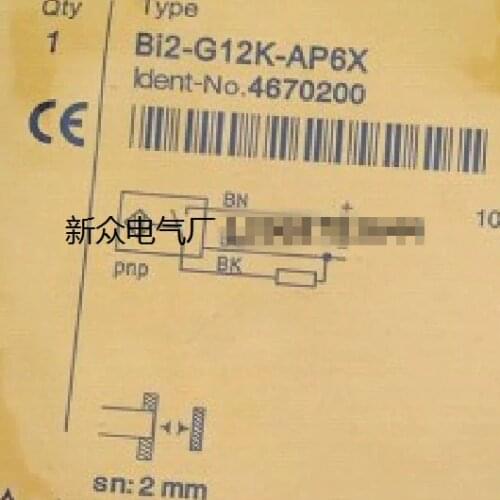 Qty Type
1 Bi2-G12K-AP6X
Ident-No. 4670200
CE
BN
+
10
新众电气厂
-
BK
pnp
sn: 2 mm